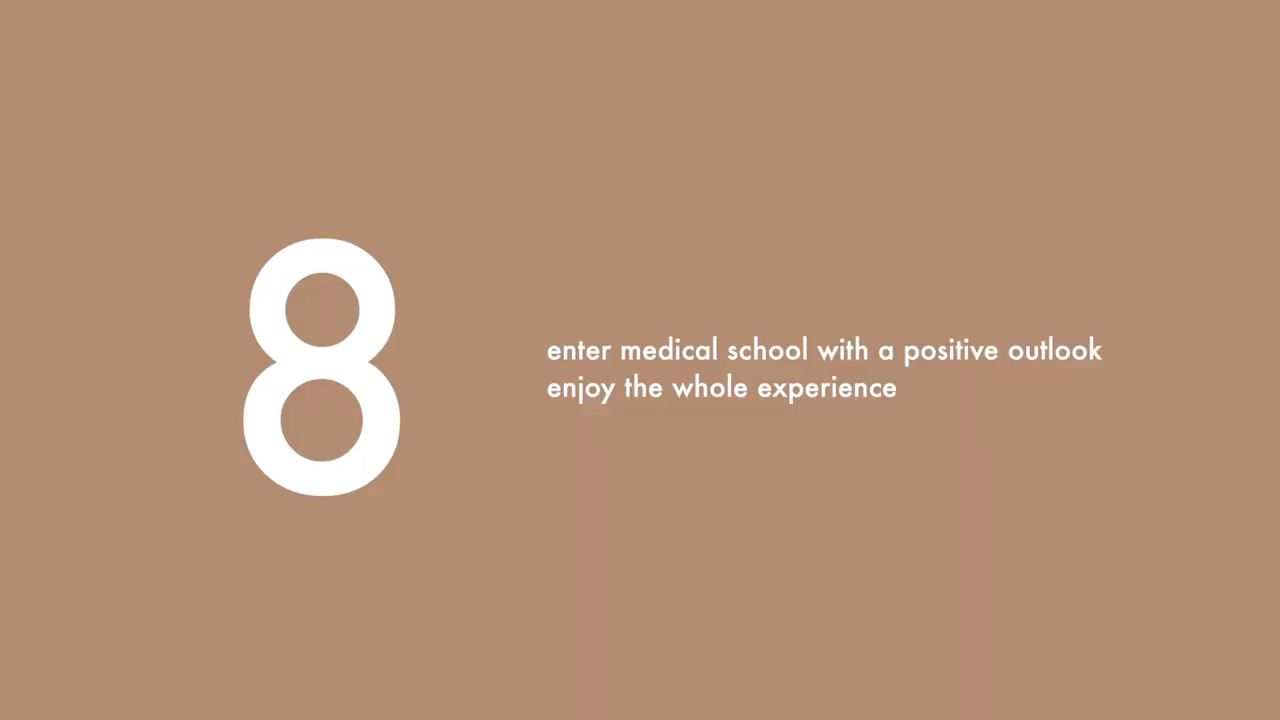 8
enter medical school with a positive outlook
enjoy the whole experience